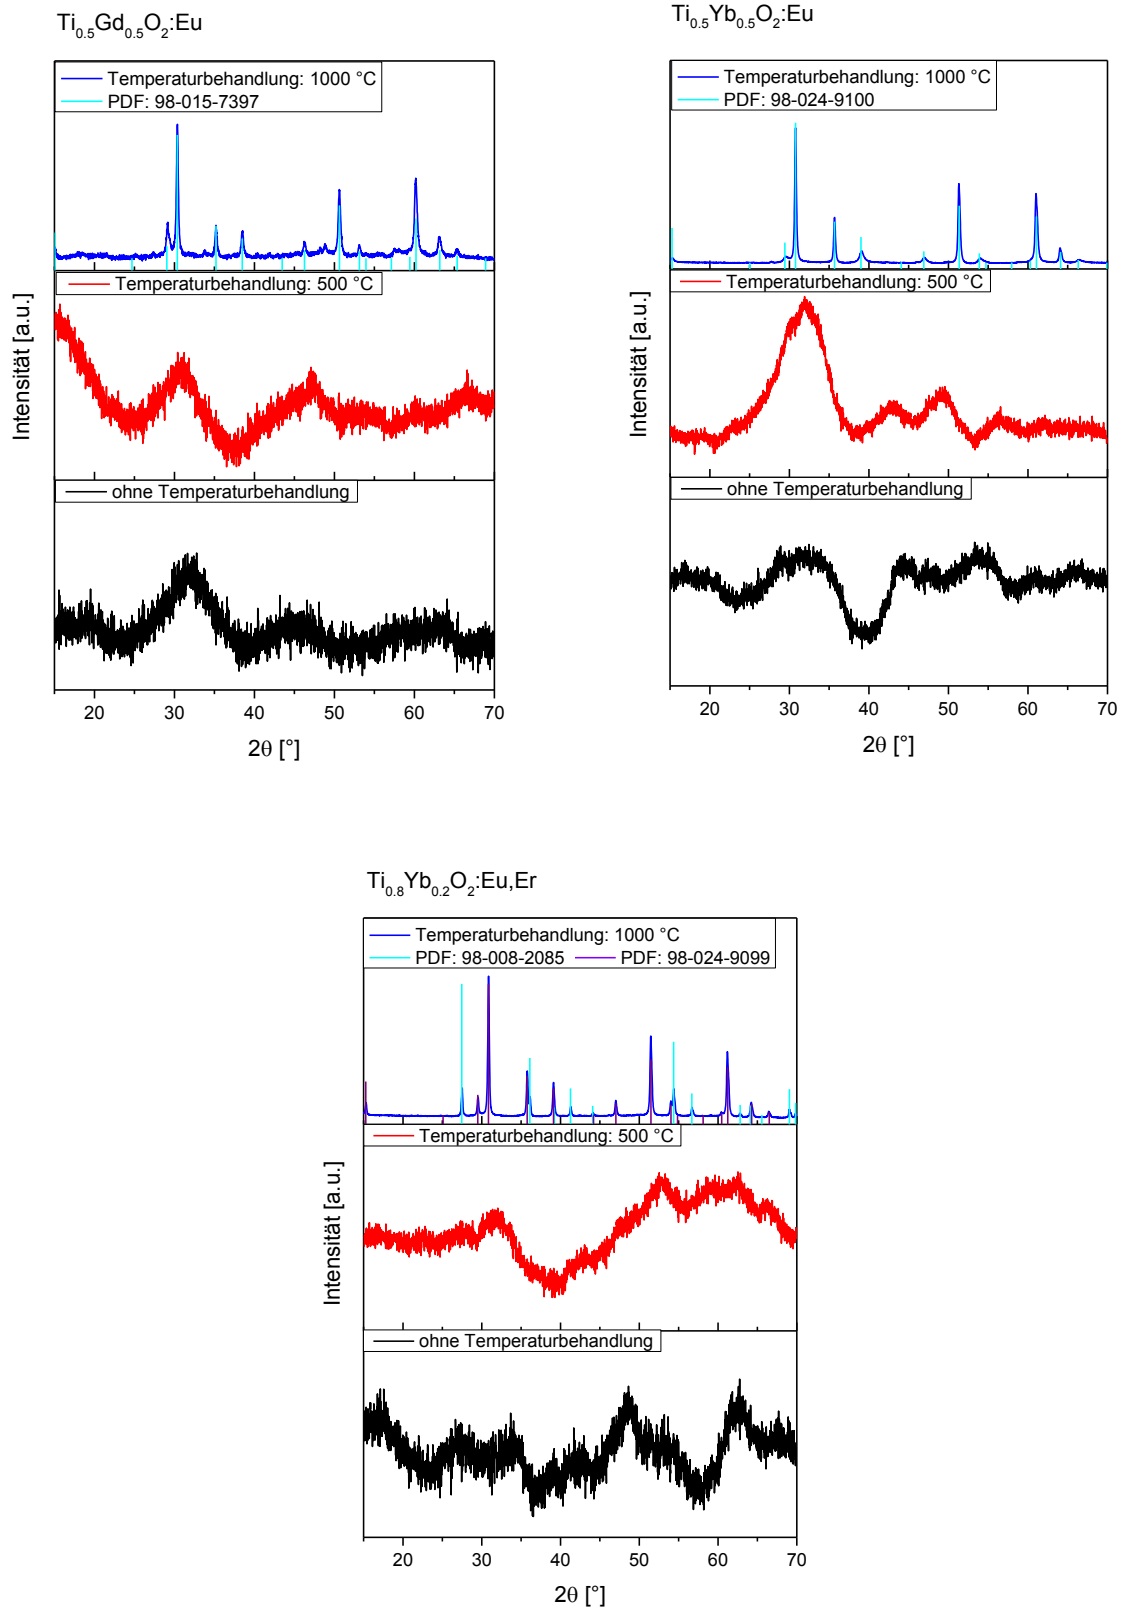 Ti0.5Gd0.5O2:Eu
Temperaturbehandlung: 1000 °C
PDF: 98-015-7397
Temperaturbehandlung: 500 °C
ohne Temperaturbehandlung
Intensität [a.u.]
20 30 40 50 60 70
2θ [°]
Ti0.5Yb0.5O2:Eu
Temperaturbehandlung: 1000 °C
PDF: 98-024-9100
Temperaturbehandlung: 500 °C
ohne Temperaturbehandlung
Intensität [a.u.]
20 30 40 50 60 70
2θ [°]
Ti0.8Yb0.2O2:Eu,Er
Temperaturbehandlung: 1000 °C
PDF: 98-008-2085 PDF: 98-024-9099
Temperaturbehandlung: 500 °C
ohne Temperaturbehandlung
Intensität [a.u.]
20 30 40 50 60 70
2θ [°]